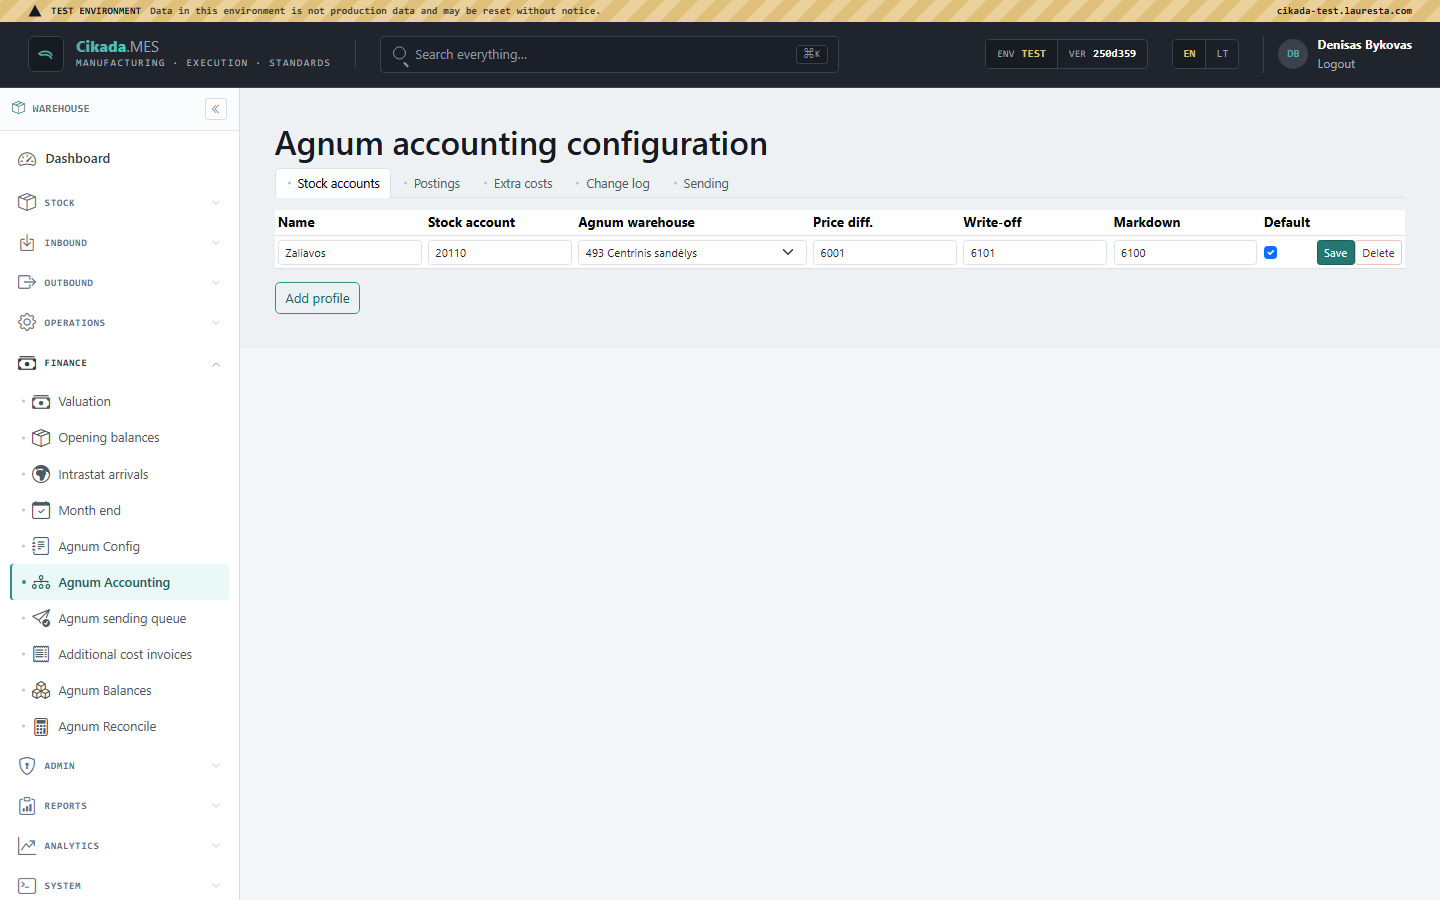 TEST ENVIRONMENT Data in this environment is not production data and may be reset without notice. cikada-test.lauresta.com
Cikada.MES
MANUFACTURING · EXECUTION · STANDARDS
Search everything... ⌘K
ENV TEST VER 250d359
EN LT
DB
Denisas Bykovas
Logout
WAREHOUSE
Dashboard
STOCK
INBOUND
OUTBOUND
OPERATIONS
FINANCE
Valuation
Opening balances
Intrastat arrivals
Month end
Agnum Config
Agnum Accounting
Agnum sending queue
Additional cost invoices
Agnum Balances
Agnum Reconcile
ADMIN
REPORTS
ANALYTICS
SYSTEM
Agnum accounting configuration
Stock accounts Postings Extra costs Change log Sending
Name Stock account Agnum warehouse Price diff. Write-off Markdown Default
Zaliavos 20110 493 Centrinis sandėlys 6001 6101 6100 Save Delete
Add profile